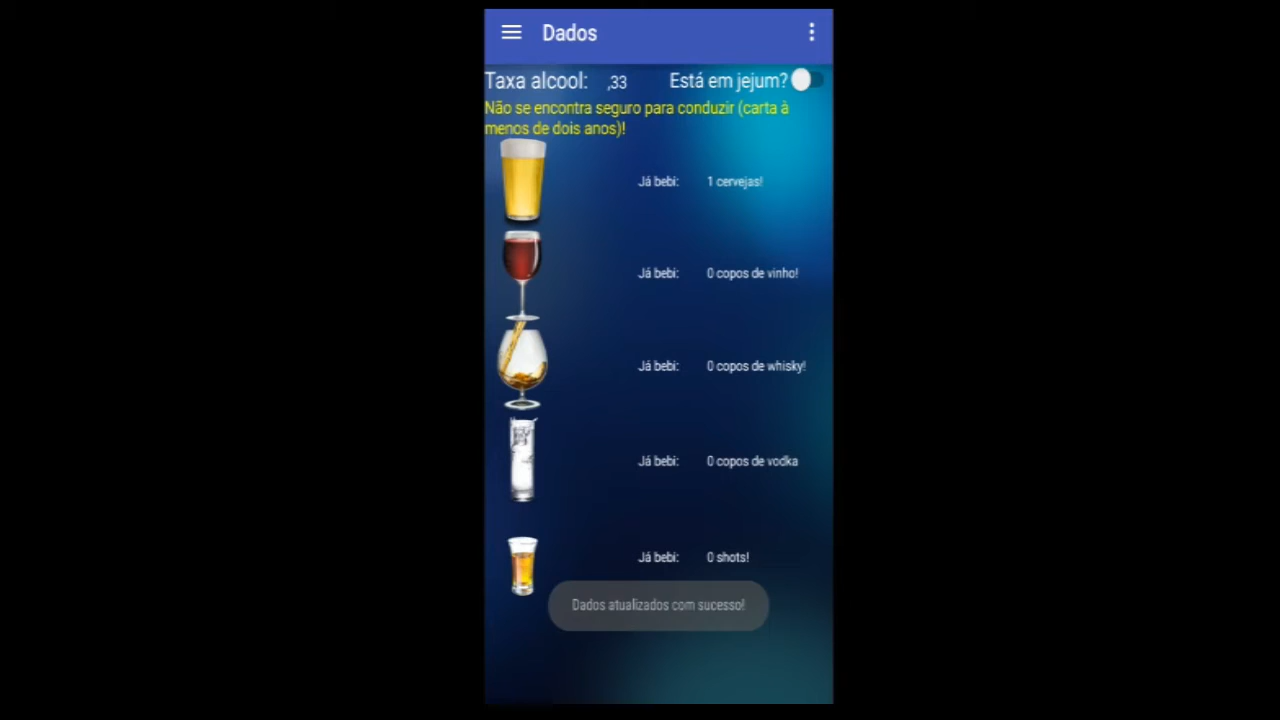 Dados
Taxa alcool: ,33 Está em jejum?
Não se encontra seguro para conduzir (carta à
menos de dois anos)!
Já bebi: 1 cervejas!
Já bebi: 0 copos de vinho!
Já bebi: 0 copos de whisky!
Já bebi: 0 copos de vodka
Já bebi: 0 shots!
Dados atualizados com sucesso!